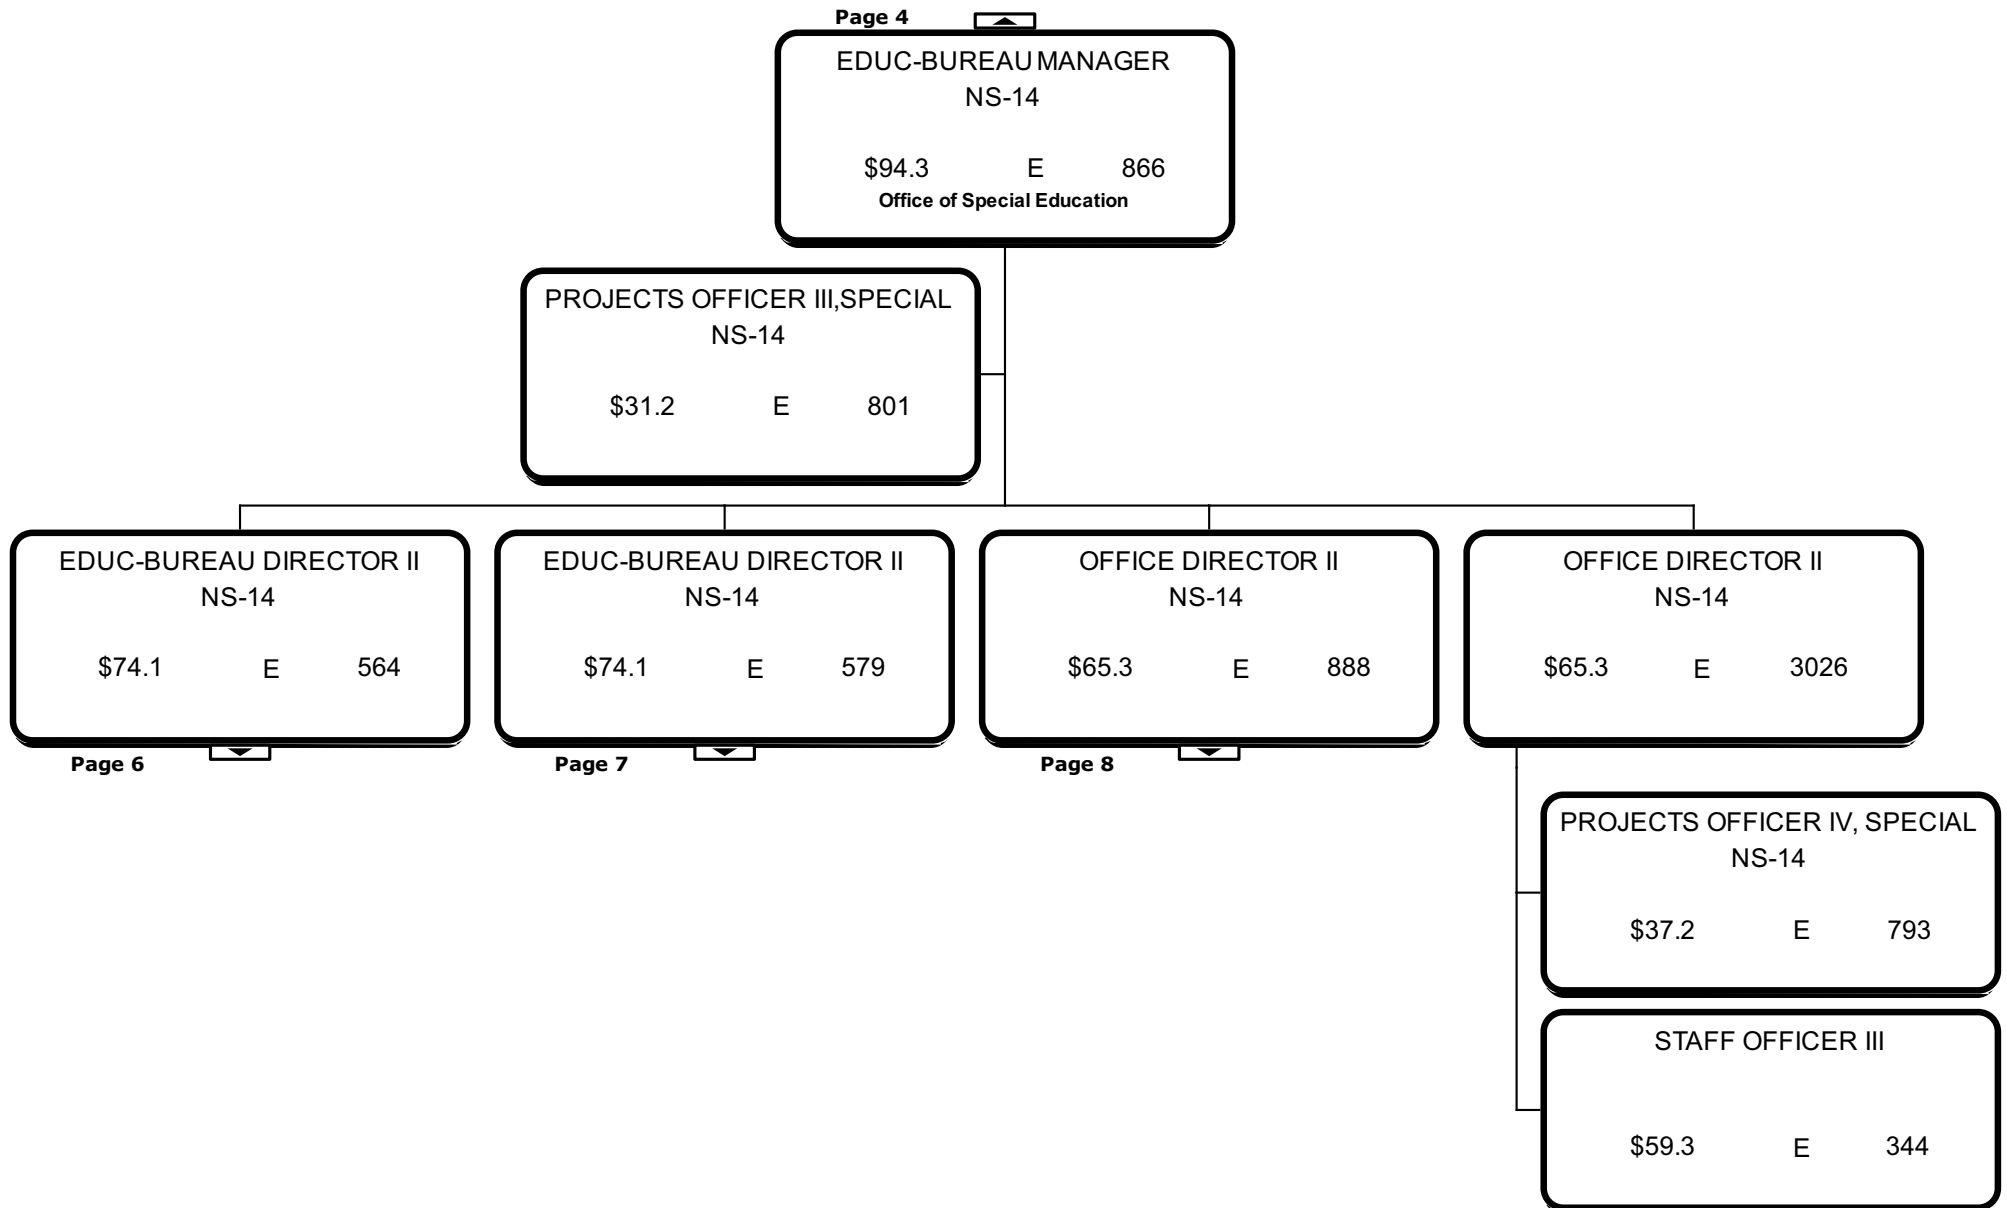 Page 4
EDUC-BUREAU MANAGER
NS-14
$94.3 E 866
Office of Special Education
PROJECTS OFFICER III,SPECIAL
NS-14
$31.2 E 801
EDUC-BUREAU DIRECTOR II
NS-14
$74.1 E 564
Page 6
EDUC-BUREAU DIRECTOR II
NS-14
$74.1 E 579
Page 7
OFFICE DIRECTOR II
NS-14
$65.3 E 888
Page 8
OFFICE DIRECTOR II
NS-14
$65.3 E 3026
PROJECTS OFFICER IV, SPECIAL
NS-14
$37.2 E 793
STAFF OFFICER III
$59.3 E 344